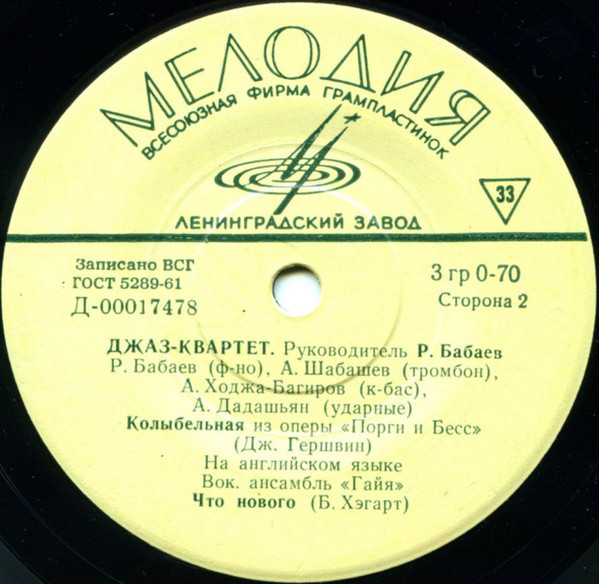 МЕЛОДИЯ
ВСЕСОЮЗНАЯ ФИРМА ГРАМПЛАСТИНОК
33
ЛЕНИНГРАДСКИЙ ЗАВОД
Записано ВСГ
ГОСТ 5289-61
Д-00017478
3 гр 0-70
Сторона 2
ДЖАЗ-КВАРТЕТ. Руководитель Р. Бабаев
Р. Бабаев (ф-но), А. Шабашев (тромбон),
А. Ходжа-Багиров (к-бас),
А. Дадашьян (ударные)
Колыбельная из оперы «Порги и Бесс»
(Дж. Гершвин)
На английском языке
Вок. ансамбль «Гайя»
Что нового (Б. Хэгарт)